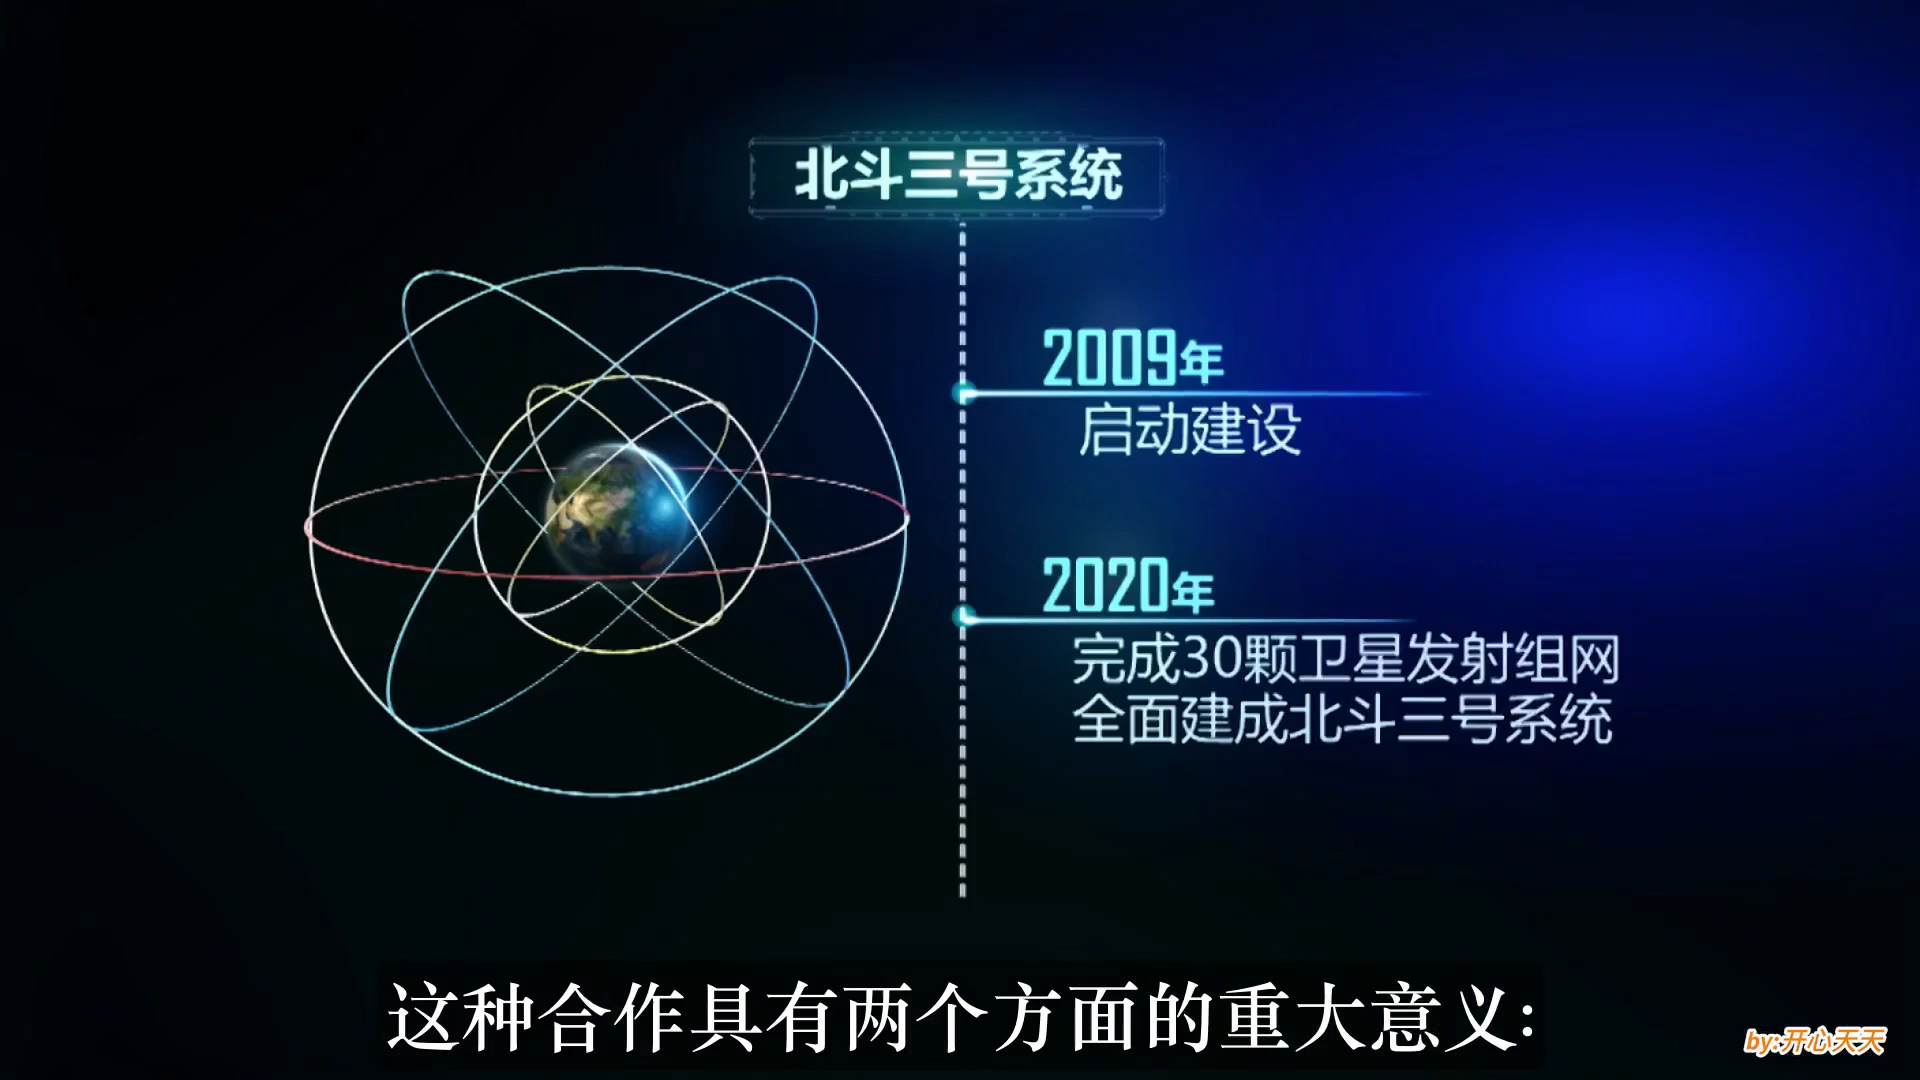 北斗三号系统
2009年
启动建设
2020年
完成30颗卫星发射组网
全面建成北斗三号系统
这种合作具有两个方面的重大意义:
by:开心天天